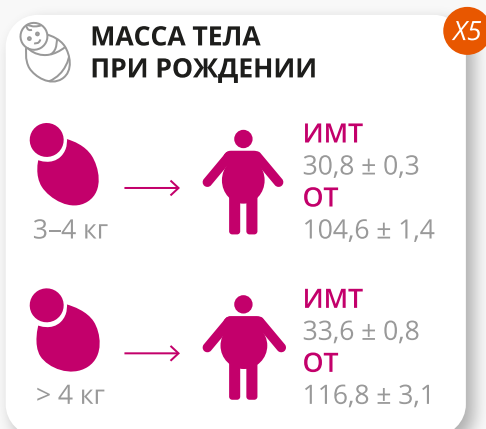 X5
МАССА ТЕЛА
ПРИ РОЖДЕНИИ
ИМТ
30,8 ± 0,3
ОТ
104,6 ± 1,4
3–4 кг
ИМТ
33,6 ± 0,8
ОТ
116,8 ± 3,1
> 4 кг